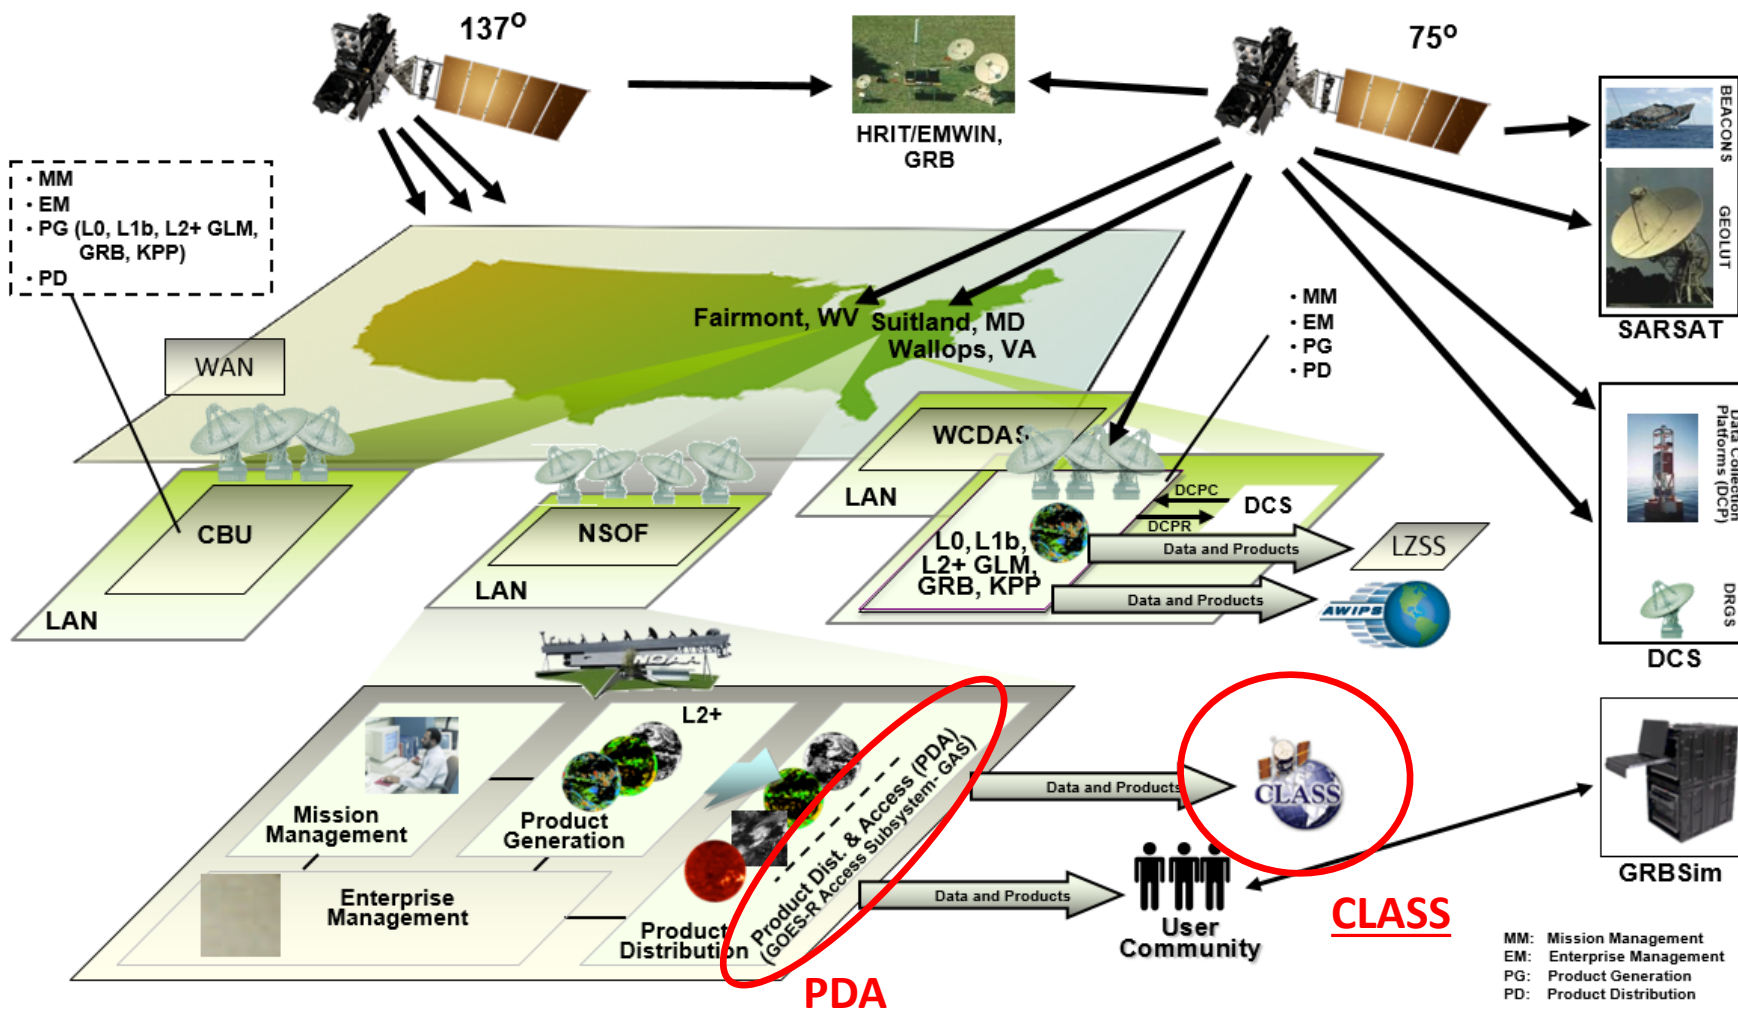 137º
75º
HRIT/EMWIN,
GRB
BEACONS
GEOLUT
SARSAT
• MM
• EM
• PG (L0, L1b, L2+ GLM,
GRB, KPP)
• PD
Fairmont, WV
Suitland, MD
Wallops, VA
• MM
• EM
• PG
• PD
WAN
WCDAS
LAN
CBU
LAN
NSOF
LAN
DCPC
DCPR
DCS
L0, L1b,
L2+ GLM,
GRB, KPP
Data and Products
LZSS
Data and Products
AWIPS
Data Collection
Platforms (DCP)
DRGS
DCS
NOAA
L2+
Mission
Management
Product
Generation
Enterprise
Management
Product
Distribution
Product Dist. & Access (PDA)
(GOES-R Access Subsystem- GAS)
PDA
Data and Products
CLASS
Data and Products
User
Community
CLASS
GRBSim
MM: Mission Management
EM: Enterprise Management
PG: Product Generation
PD: Product Distribution